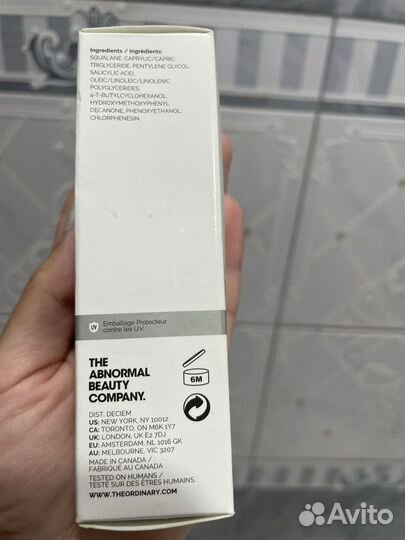 Ingredients / Ingrédients:
SQUALANE, CAPRYLIC/CAPRIC
TRIGLYCERIDE, PENTYLENE GLYCOL,
SALICYLIC ACID,
OLEIC/LINOLEIC/LINOLENIC
POLYGLYCERIDES,
4-T-BUTYLCYCLOHEXANOL,
HYDROXYMETHOXYPHENYL
DECANONE, PHENOXYETHANOL,
CHLORPHENESIN.
UV
Emballage Protecteur
contre les U.V.
THE
ABNORMAL
BEAUTY
COMPANY.
6M
DIST. DECIEM
US: NEW YORK, NY 10012
CA: TORONTO, ON M6K 1Y7
UK: LONDON, UK E2 7DJ
EU: AMSTERDAM, NL 1016 GK
AU: MELBOURNE, VIC 3207
MADE IN CANADA /
FABRIQUÉ AU CANADA
TESTED ON HUMANS /
TESTÉ SUR DES ÊTRES HUMAINS.
WWW.THEORDINARY.COM
Avito